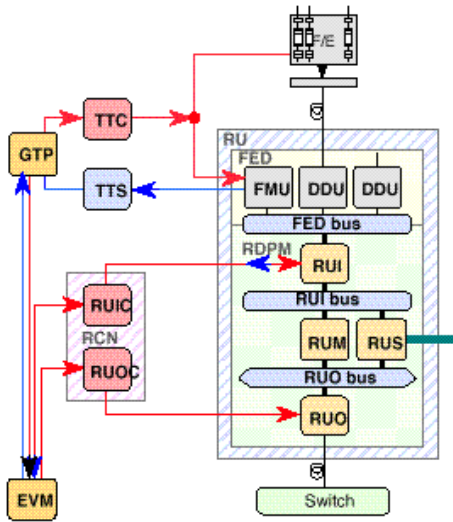 F/E
TTC
RU
FED
GTP
TTS
FMU
DDU
DDU
FED bus
RDPM
RUI
RUIC
RUI bus
RCN
RUM
RUS
RUOC
RUO bus
RUO
EVM
Switch